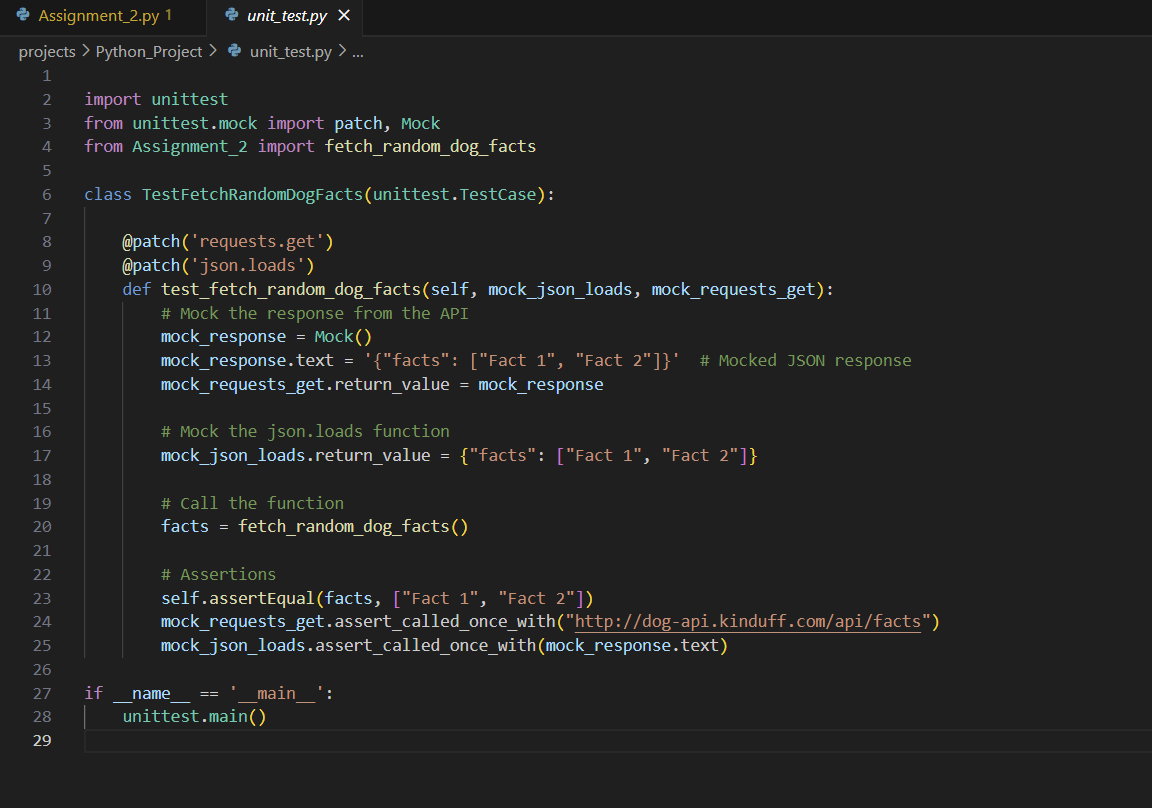 Assignment_2.py 1 unit_test.py ✕
projects > Python_Project > unit_test.py > ...
1
2 import unittest
3 from unittest.mock import patch, Mock
4 from Assignment_2 import fetch_random_dog_facts
5
6 class TestFetchRandomDogFacts(unittest.TestCase):
7
8     @patch('requests.get')
9     @patch('json.loads')
10     def test_fetch_random_dog_facts(self, mock_json_loads, mock_requests_get):
11         # Mock the response from the API
12         mock_response = Mock()
13         mock_response.text = '{"facts": ["Fact 1", "Fact 2"]}'  # Mocked JSON response
14         mock_requests_get.return_value = mock_response
15
16         # Mock the json.loads function
17         mock_json_loads.return_value = {"facts": ["Fact 1", "Fact 2"]}
18
19         # Call the function
20         facts = fetch_random_dog_facts()
21
22         # Assertions
23         self.assertEqual(facts, ["Fact 1", "Fact 2"])
24         mock_requests_get.assert_called_once_with("http://dog-api.kinduff.com/api/facts")
25         mock_json_loads.assert_called_once_with(mock_response.text)
26
27 if __name__ == '__main__':
28     unittest.main()
29